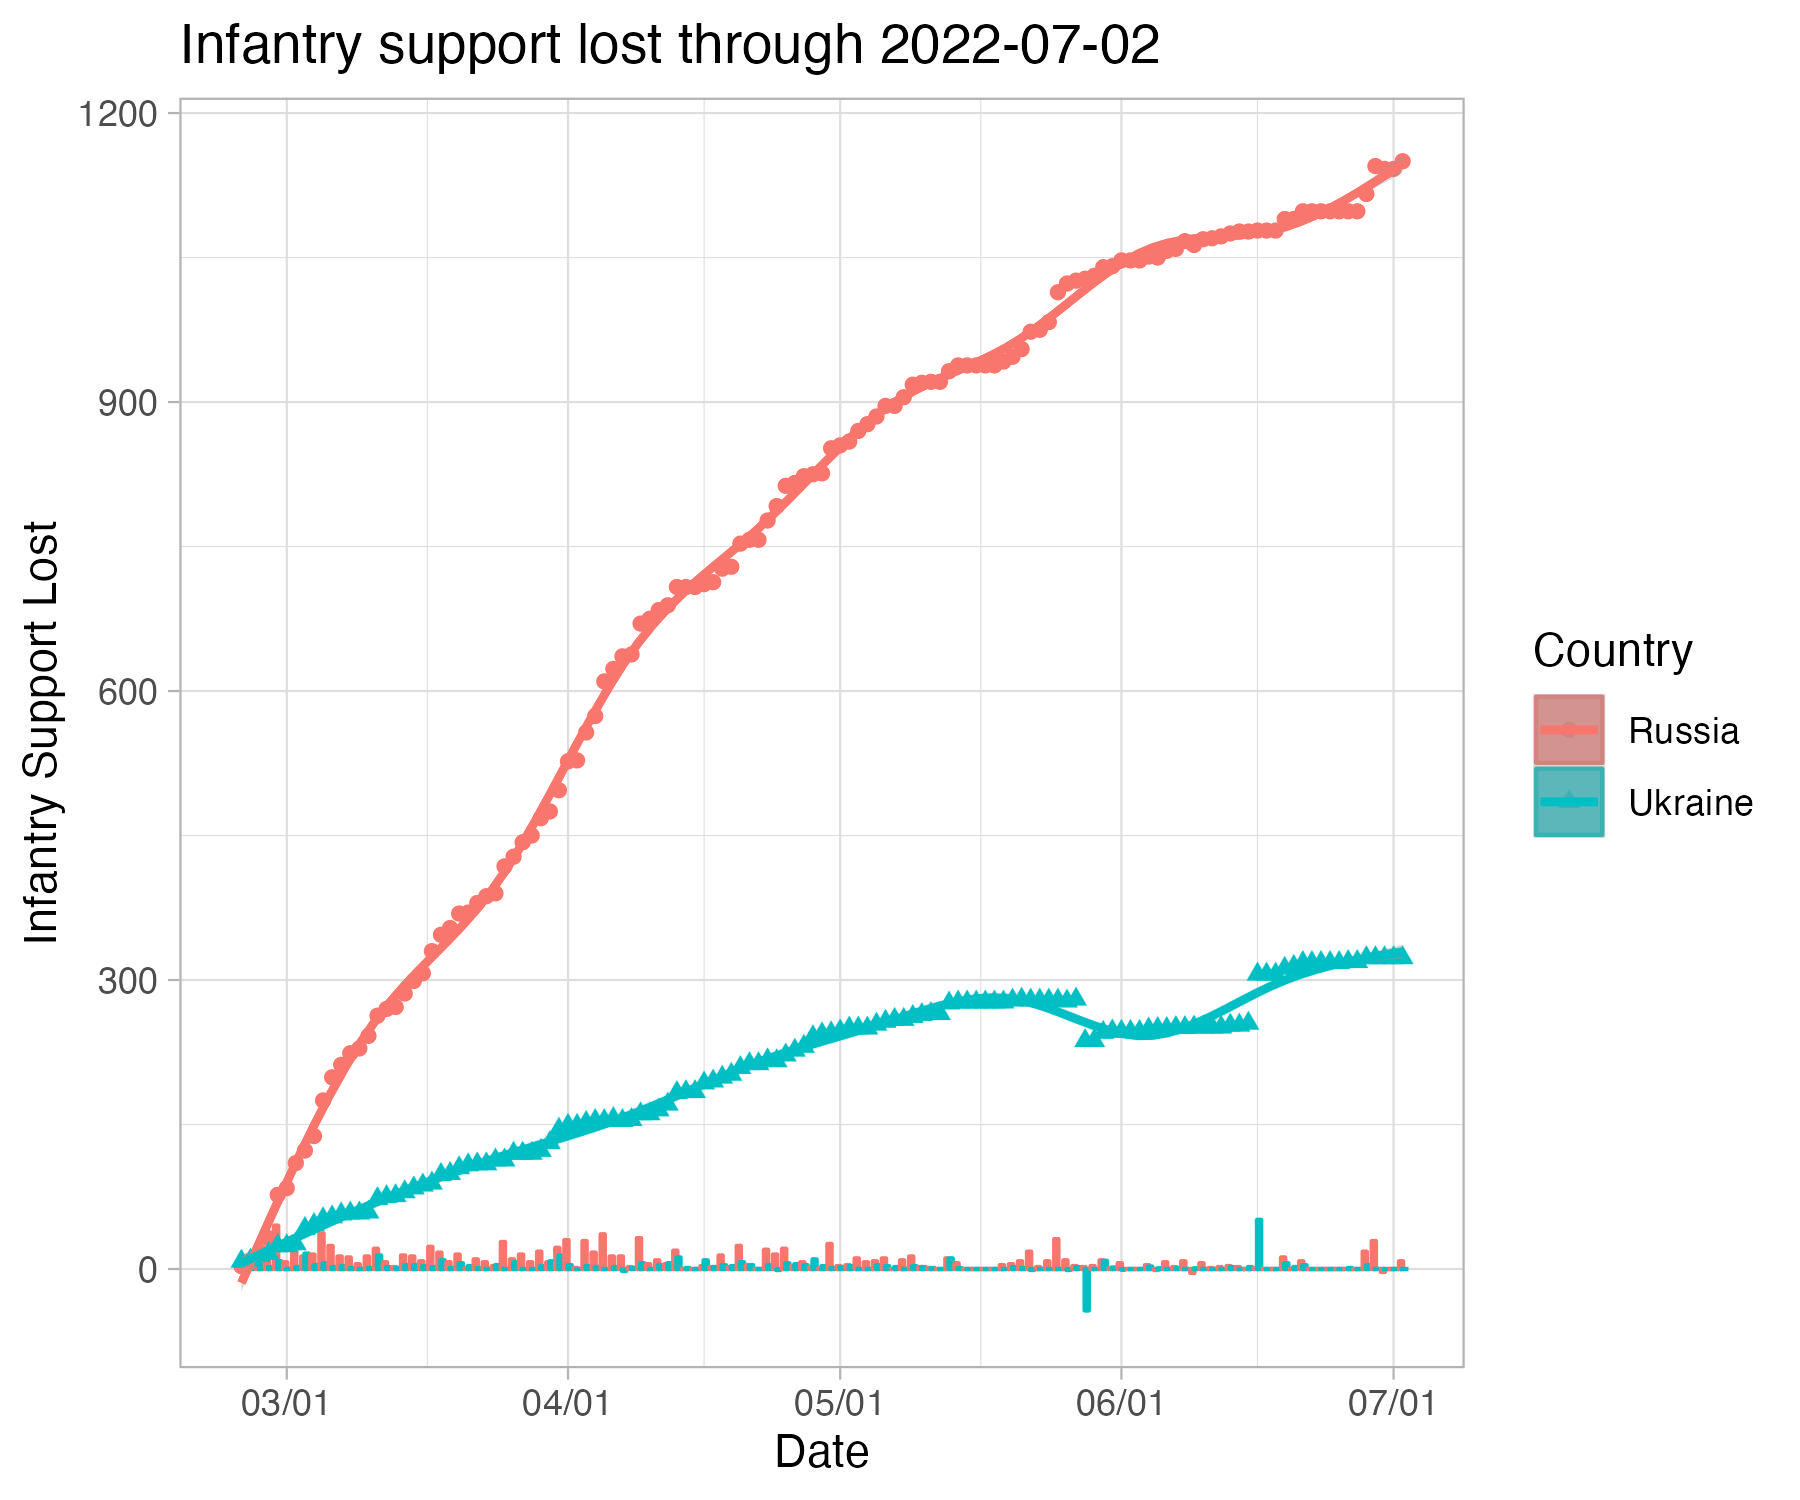 Infantry support lost through 2022-07-02
1200
900
600
300
0
Infantry Support Lost
03/01
04/01
05/01
06/01
07/01
Date
Country
Russia
Ukraine